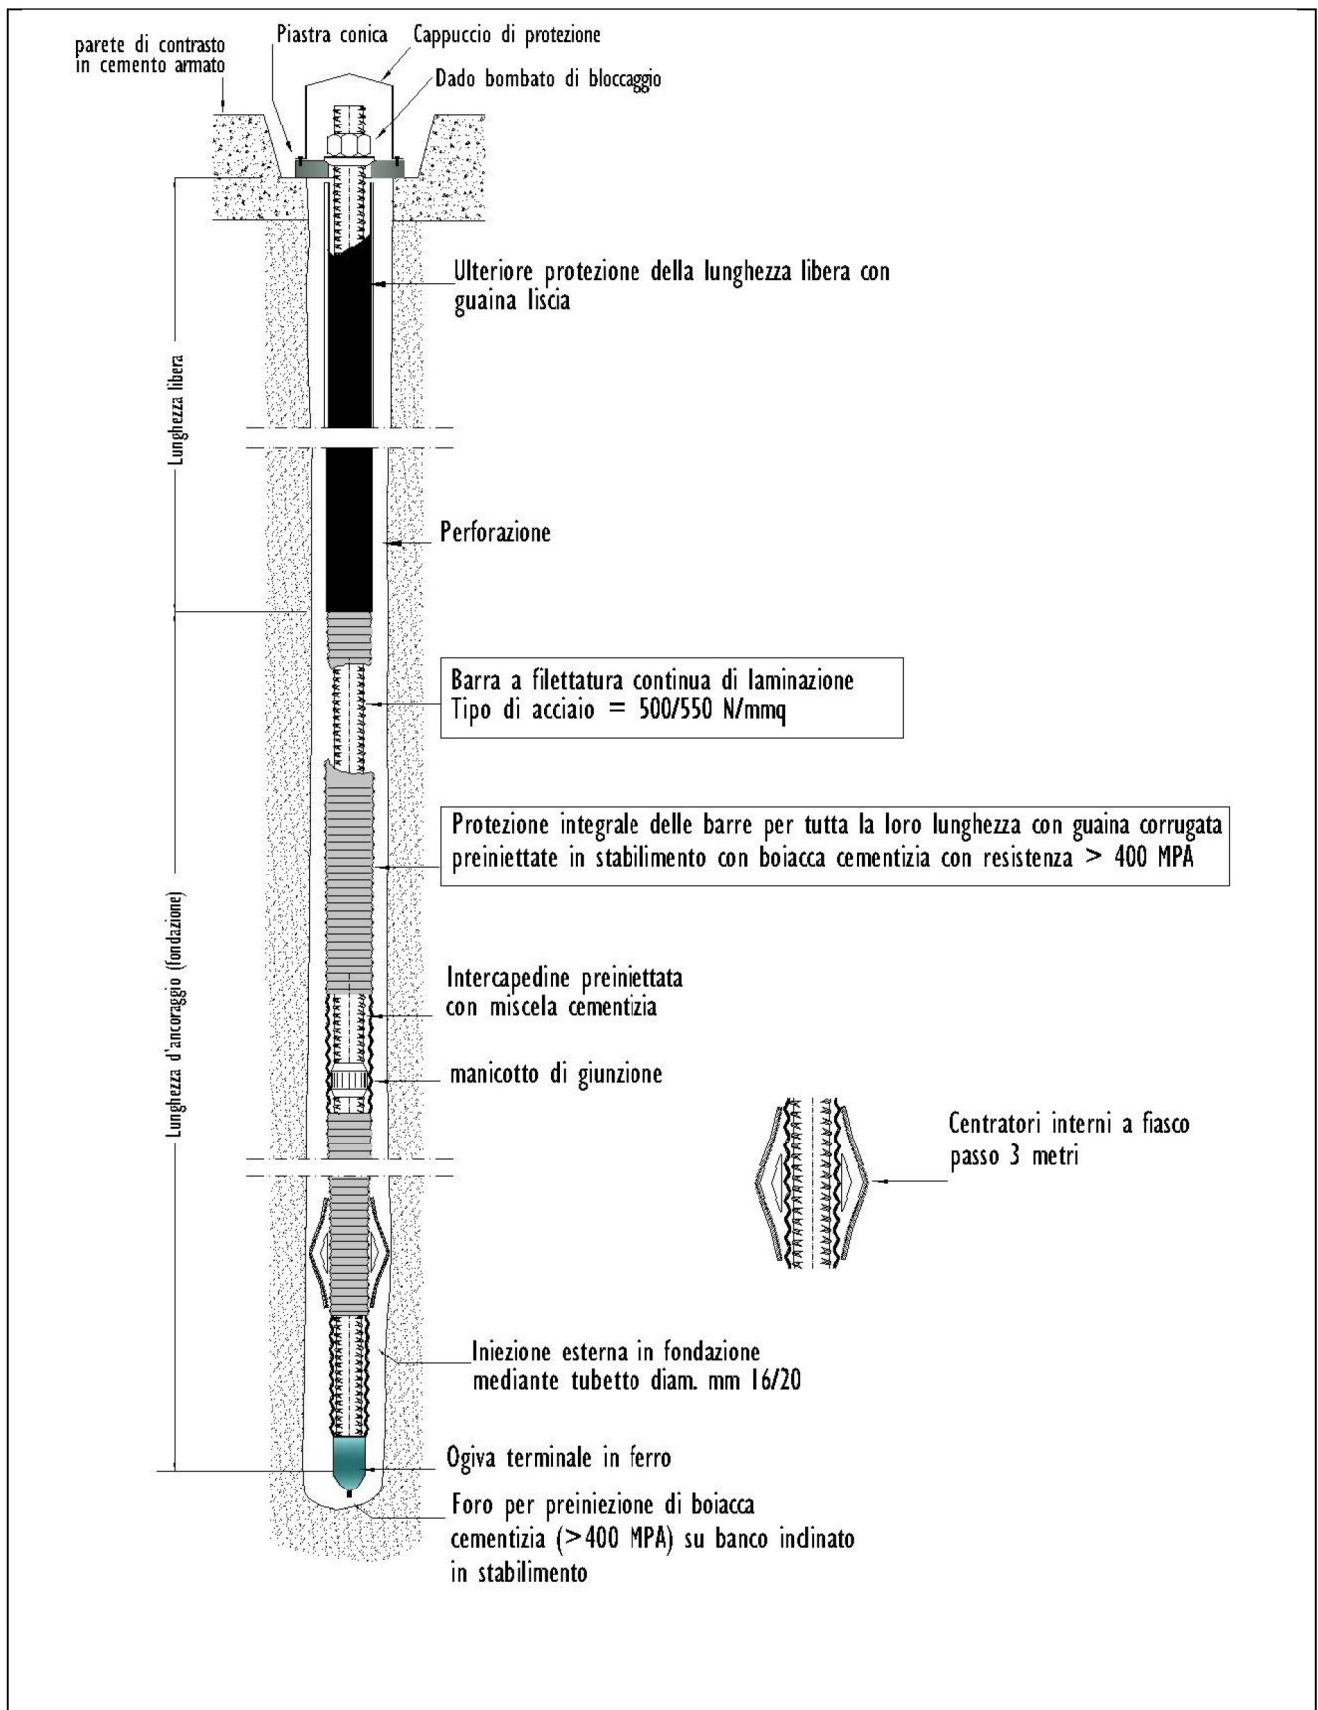 parete di contrasto
in cemento armato
Piastra conica
Cappuccio di protezione
Dado bombato di bloccaggio
Ulteriore protezione della lunghezza libera con
guaina liscia
Lunghezza libera
Perforazione
Barra a filettatura continua di laminazione
Tipo di acciaio = 500/550 N/mmq
Protezione integrale delle barre per tutta la loro lunghezza con guaina corrugata
preiniettate in stabilimento con boiacca cementizia con resistenza > 400 MPA
Lunghezza d'ancoraggio (fondazione)
Intercapedine preiniettata
con miscela cementizia
manicotto di giunzione
Centratori interni a fiasco
passo 3 metri
Iniezione esterna in fondazione
mediante tubetto diam. mm 16/20
Ogiva terminale in ferro
Foro per preiniezione di boiacca
cementizia (>400 MPA) su banco inclinato
in stabilimento